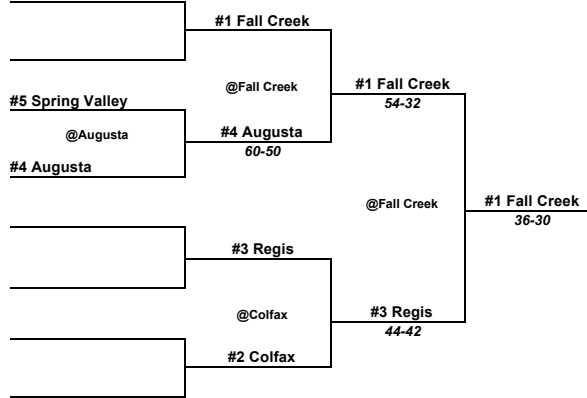 #1 Fall Creek
@Fall Creek
#1 Fall Creek
54-32
#5 Spring Valley
@Augusta
#4 Augusta
60-50
#4 Augusta
@Fall Creek
#1 Fall Creek
36-30
#3 Regis
@Colfax
#3 Regis
44-42
#2 Colfax